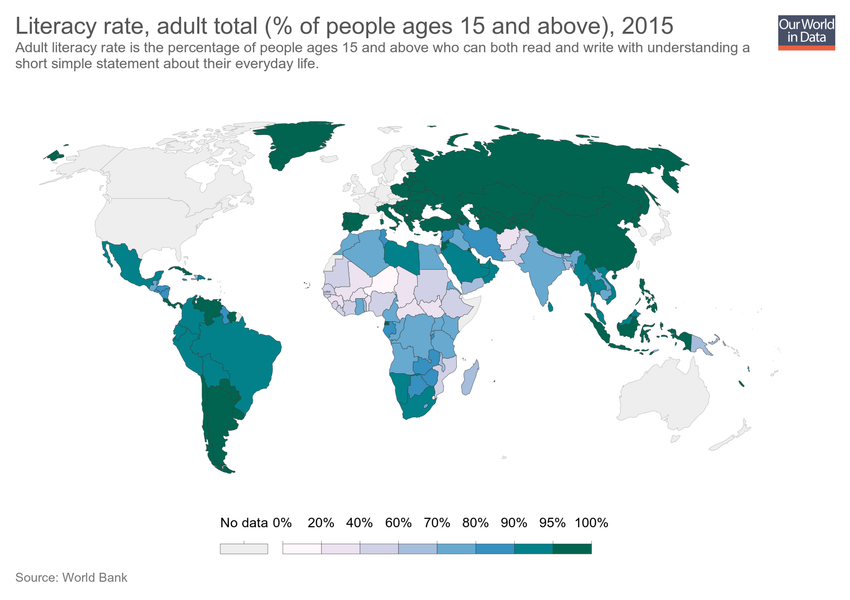 Literacy rate, adult total (% of people ages 15 and above), 2015
Our World
in Data
Adult literacy rate is the percentage of people ages 15 and above who can both read and write with understanding a
short simple statement about their everyday life.
No data 0% 20% 40% 60% 70% 80% 90% 95% 100%
Source: World Bank